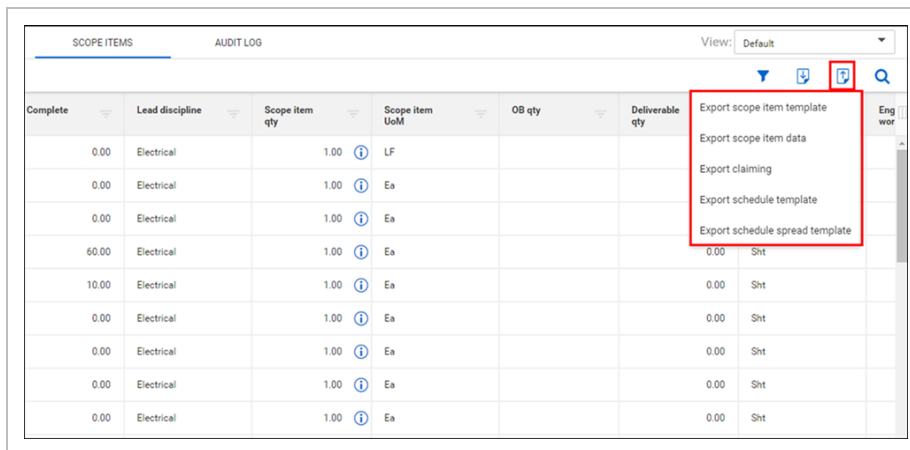 SCOPE ITEMS AUDIT LOG View: Default
Export scope item template
Export scope item data
Export claiming
Export schedule template
Export schedule spread template
Complete Lead discipline Scope item qty Scope item UoM OB qty Deliverable qty Eng wor
0.00 Electrical 1.00 LF
0.00 Electrical 1.00 Ea
0.00 Electrical 1.00 Ea
60.00 Electrical 1.00 Ea 0.00 Sht
10.00 Electrical 1.00 Ea 0.00 Sht
0.00 Electrical 1.00 Ea 0.00 Sht
0.00 Electrical 1.00 Ea 0.00 Sht
0.00 Electrical 1.00 Ea 0.00 Sht
0.00 Electrical 1.00 Ea 0.00 Sht